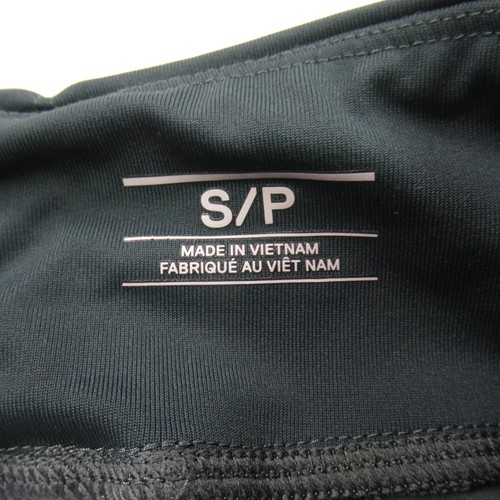 S/P
MADE IN VIETNAM
FABRIQUÉ AU VIÊT NAM